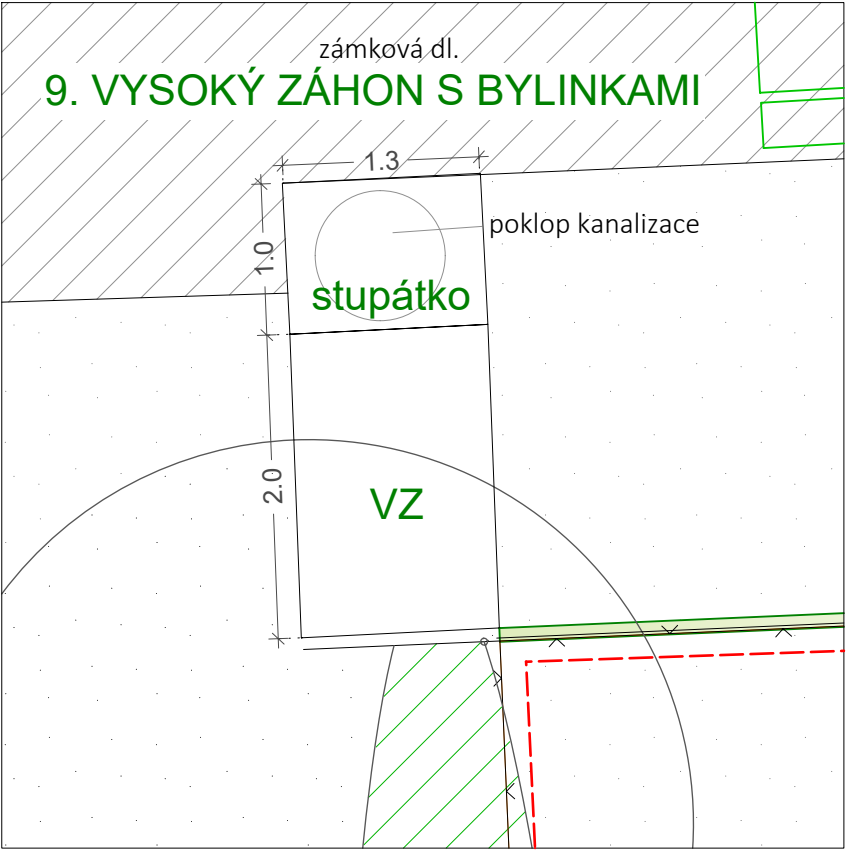 zámková dl.
9. VYSOKÝ ZÁHON S BYLINKAMI
1.3
poklop kanalizace
1.0
stupátko
2.0
VZ